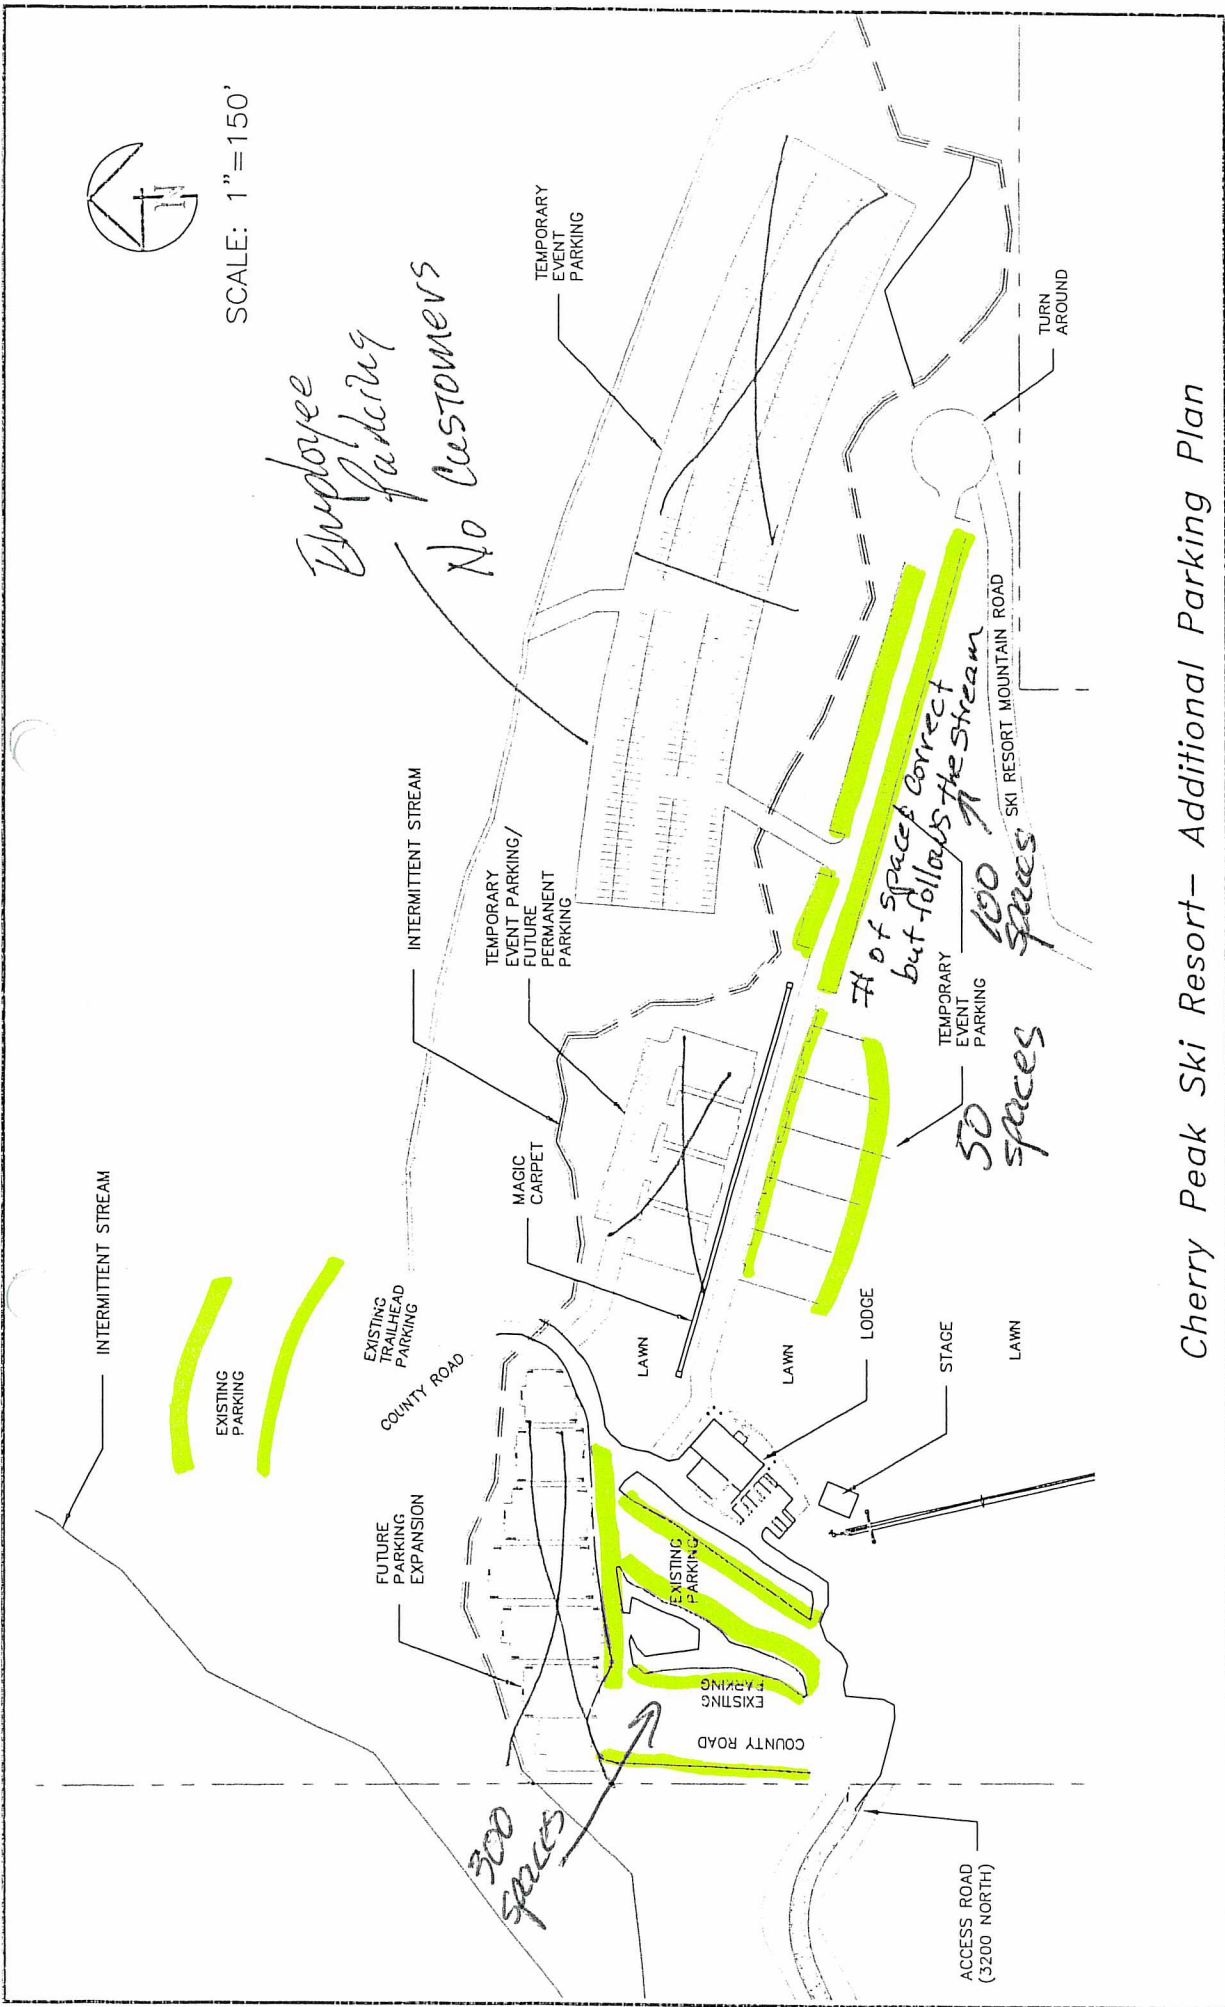 INTERMITTENT STREAM
EXISTING
PARKING
EXISTING
TRAILHEAD
PARKING
COUNTY ROAD
FUTURE
PARKING
EXPANSION
300
spaces
EXISTING
PARKING
EXISTING
PARKING
COUNTY ROAD
ACCESS ROAD
(3200 NORTH)
INTERMITTENT STREAM
TEMPORARY
EVENT PARKING/
FUTURE
PERMANENT
PARKING
MAGIC
CARPET
LAWN
LAWN
LODGE
STAGE
LAWN
N
SCALE: 1"=150'
Employee
Parking
No Customers
TEMPORARY
EVENT
PARKING
TURN
AROUND
SKI RESORT MOUNTAIN ROAD
# of spaces correct
but follows the stream
TEMPORARY
EVENT
PARKING
100
spaces
50
spaces
Cherry Peak Ski Resort- Additional Parking Plan